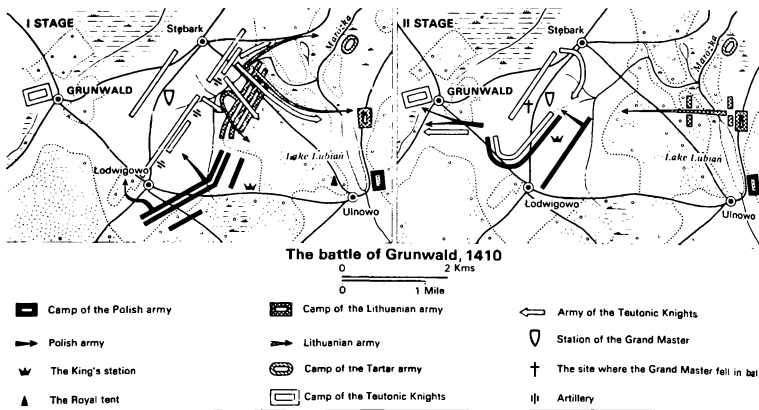 I STAGE
Stębark
Marózka
GRUNWALD
Lodwigowo
Lake Lubian
Ulnowo
II STAGE
Stębark
Marózka
GRUNWALD
Lake Lubian
Łodwigowo
Ulnowo
The battle of Grunwald, 1410
0 2 Kms
0 1 Mile
Camp of the Polish army
Polish army
The King's station
The Royal tent
Camp of the Lithuanian army
Lithuanian army
Camp of the Tartar army
Camp of the Teutonic Knights
Army of the Teutonic Knights
Station of the Grand Master
The site where the Grand Master fell in bat
Artillery